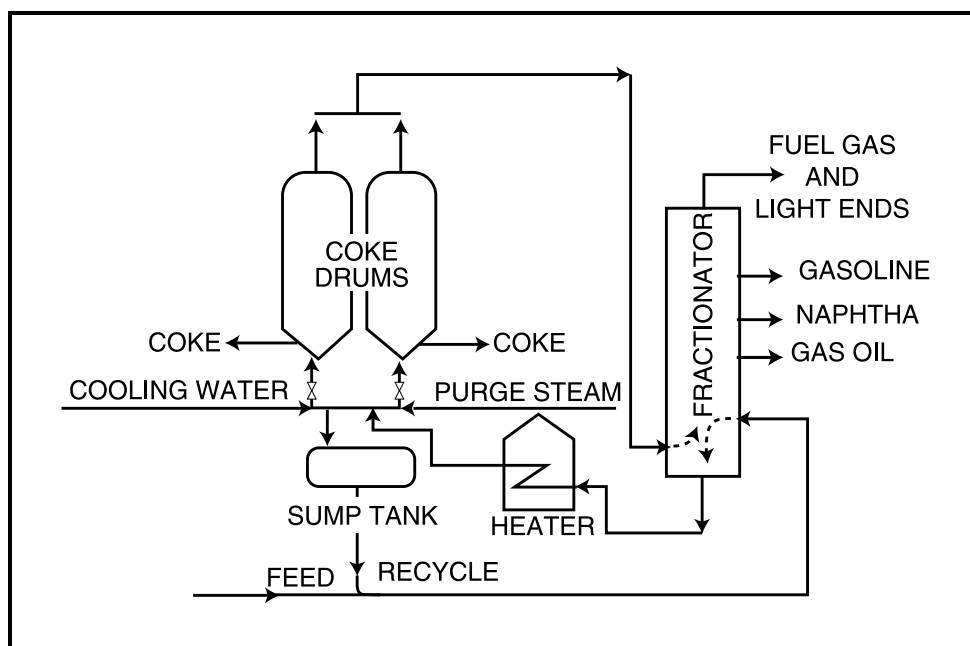 FUEL GAS
AND
LIGHT ENDS
FRACTIONATOR
COKE
DRUMS
GASOLINE
NAPHTHA
GAS OIL
COKE
COKE
COOLING WATER
PURGE STEAM
SUMP TANK
HEATER
FEED
RECYCLE